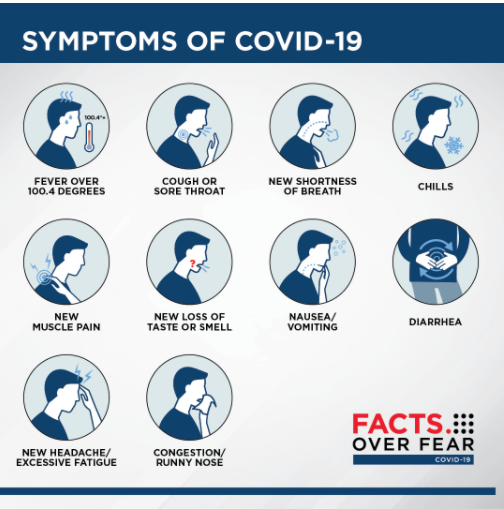 SYMPTOMS OF COVID-19
100.4°+
FEVER OVER
100.4 DEGREES
COUGH OR
SORE THROAT
NEW SHORTNESS
OF BREATH
CHILLS
NEW
MUSCLE PAIN
?
NEW LOSS OF
TASTE OR SMELL
NAUSEA/
VOMITING
DIARRHEA
NEW HEADACHE/
EXCESSIVE FATIGUE
CONGESTION/
RUNNY NOSE
FACTS.
OVER FEAR
COVID-19